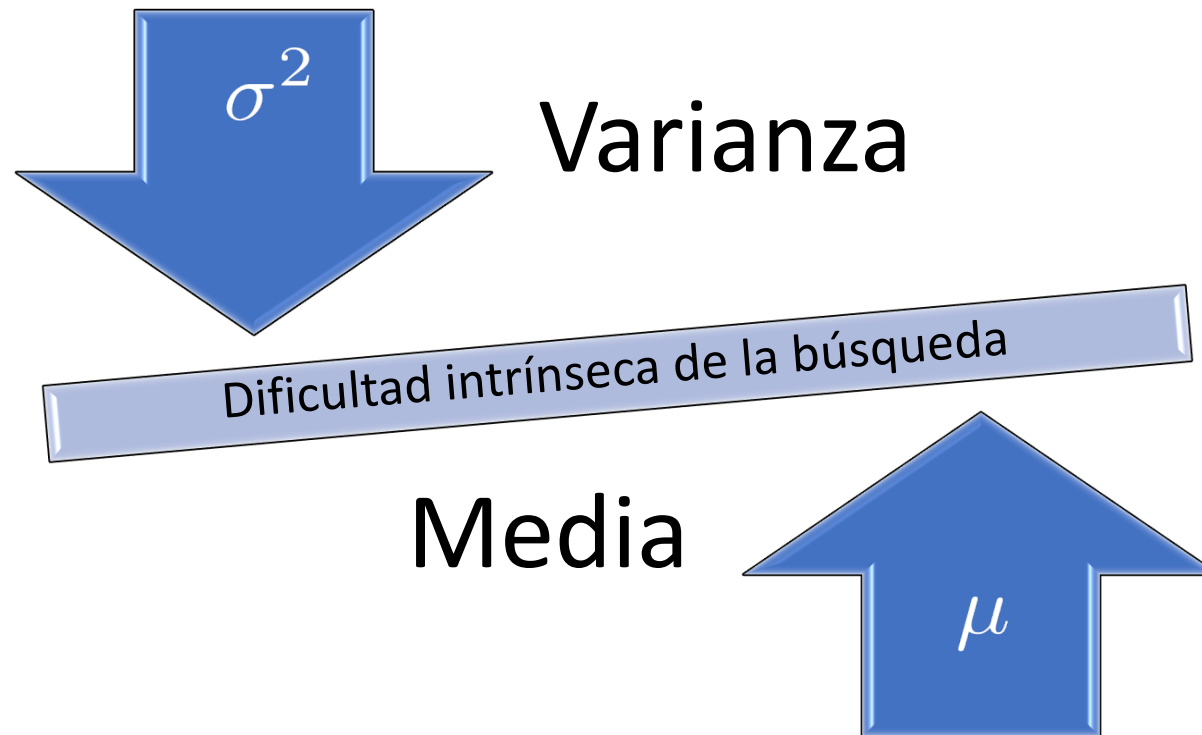 σ²
Varianza
Dificultad intrínseca de la búsqueda
Media
μ